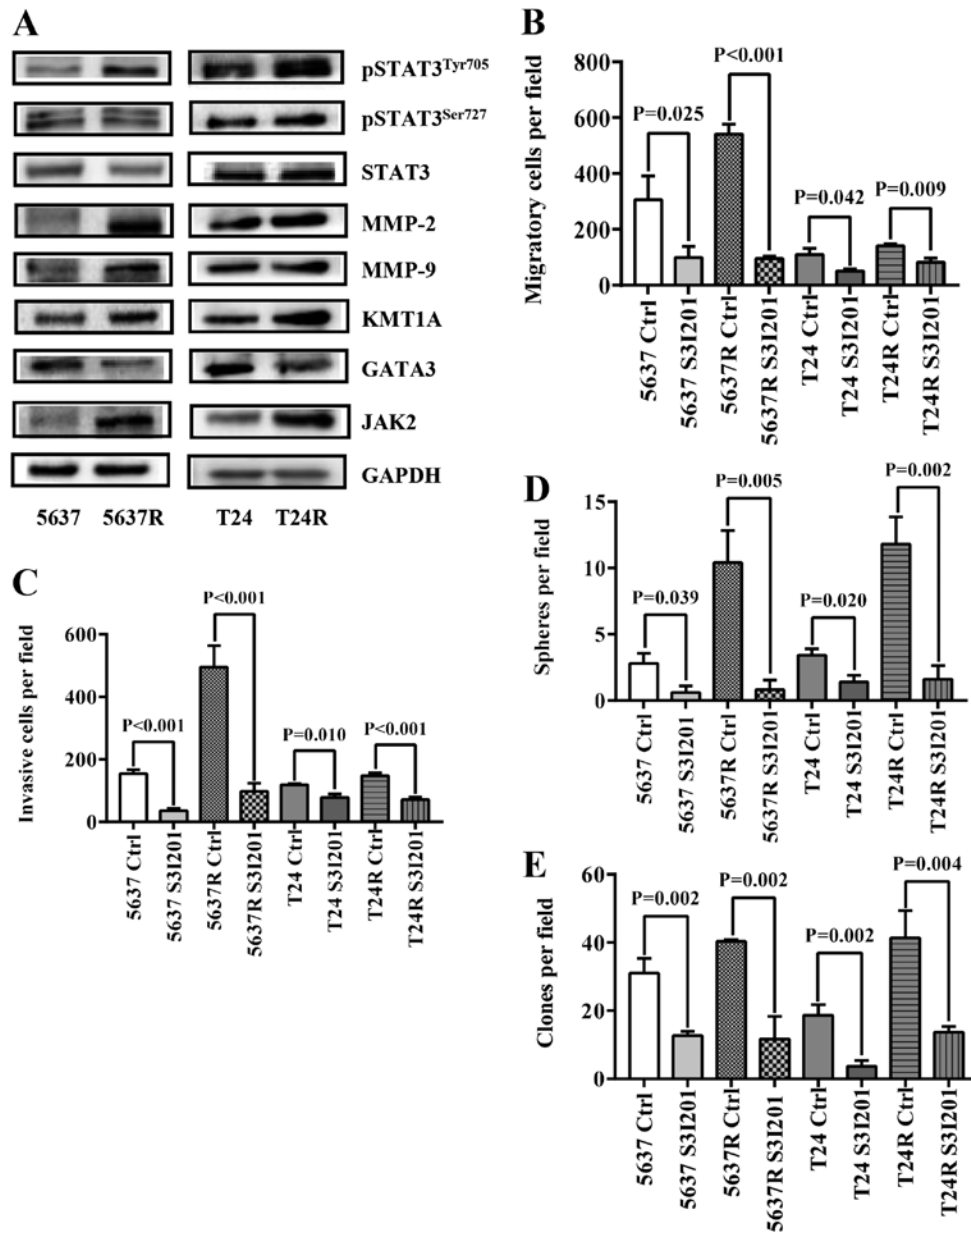 A
pSTAT3Tyr705
pSTAT3Ser727
STAT3
MMP-2
MMP-9
KMT1A
GATA3
JAK2
GAPDH
5637 5637R T24 T24R
B
Migratory cells per field
800
600
400
200
0
P=0.025
P<0.001
P=0.042
P=0.009
5637 Ctrl
5637 S3I201
5637R Ctrl
5637R S3I201
T24 Ctrl
T24 S3I201
T24R Ctrl
T24R S3I201
C
Invasive cells per field
600
400
200
0
P<0.001
P<0.001
P=0.010
P<0.001
5637 Ctrl
5637 S3I201
5637R Ctrl
5637R S3I201
T24 Ctrl
T24 S3I201
T24R Ctrl
T24R S3I201
D
Spheres per field
15
10
5
0
P=0.039
P=0.005
P=0.020
P=0.002
5637 Ctrl
5637 S3I201
5637R Ctrl
5637R S3I201
T24 Ctrl
T24 S3I201
T24R Ctrl
T24R S3I201
E
Clones per field
60
40
20
0
P=0.002
P=0.002
P=0.002
P=0.004
5637 Ctrl
5637 S3I201
5637R Ctrl
5637R S3I201
T24 Ctrl
T24 S3I201
T24R Ctrl
T24R S3I201